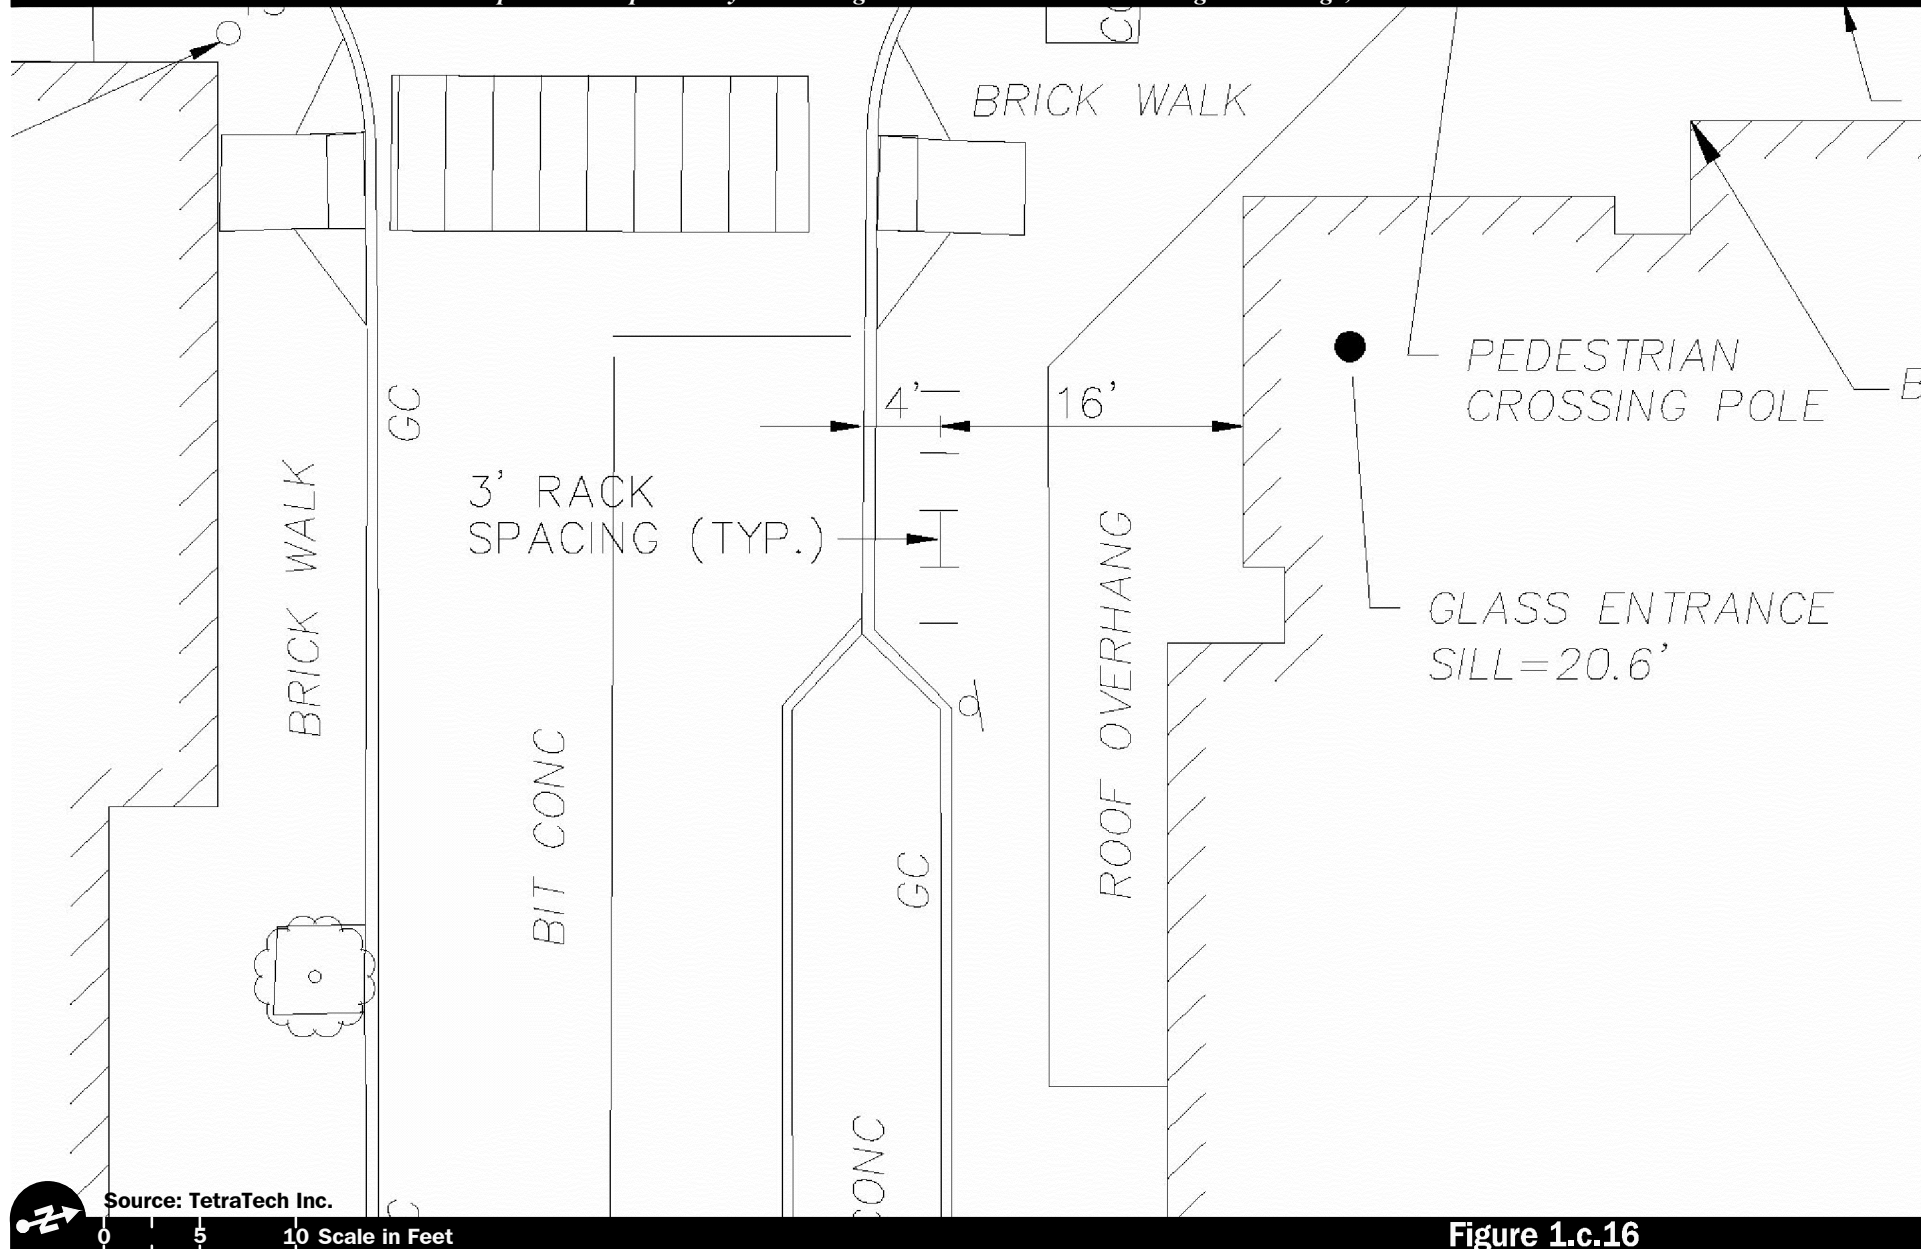 BRICK WALK
PEDESTRIAN
CROSSING POLE
GC
4'
16'
3' RACK
SPACING (TYP.)
BRICK WALK
ROOF OVERHANG
GLASS ENTRANCE
SILL=20.6'
BIT CONC
GC
CONC
Source: TetraTech Inc.
0 5 10 Scale in Feet
Figure 1.c.16